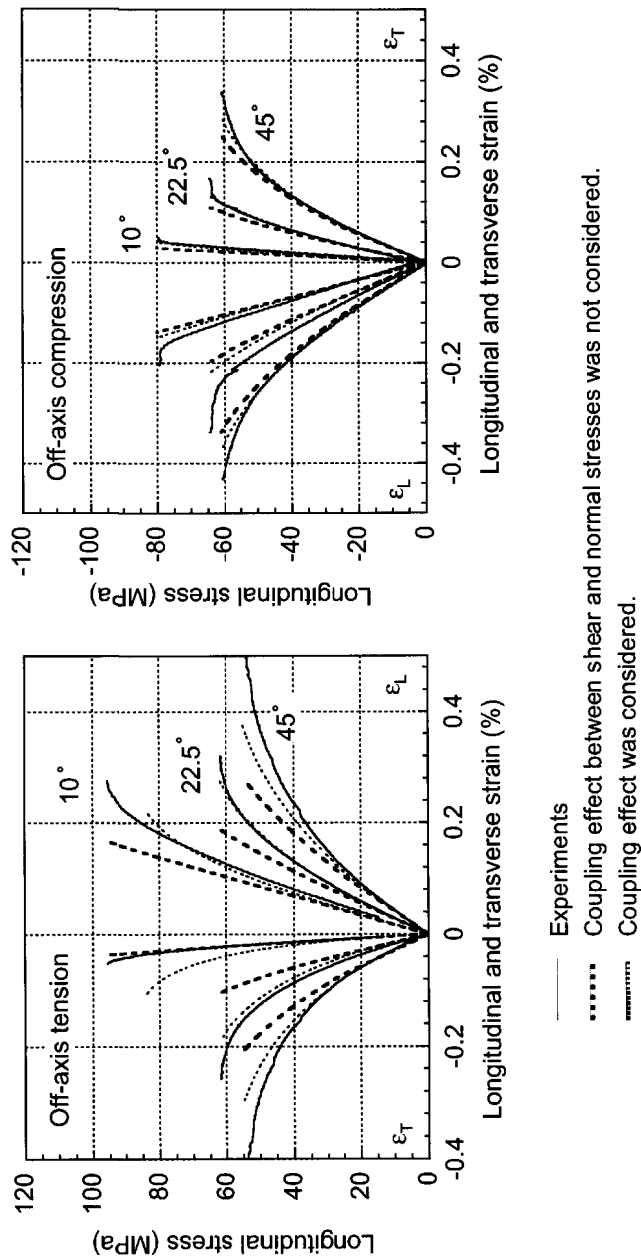 Off-axis tension
Longitudinal stress (MPa)
100
80
60
40
20
0
10°
22.5°
45°
εT
εL
-0.4
-0.2
0
0.2
0.4
Longitudinal and transverse strain (%)
Off-axis compression
Longitudinal stress (MPa)
-120
-100
-80
-60
-40
-20
0
10°
22.5°
45°
εL
εT
-0.4
-0.2
0
0.2
0.4
Longitudinal and transverse strain (%)
Experiments
Coupling effect between shear and normal stresses was not considered.
Coupling effect was considered.